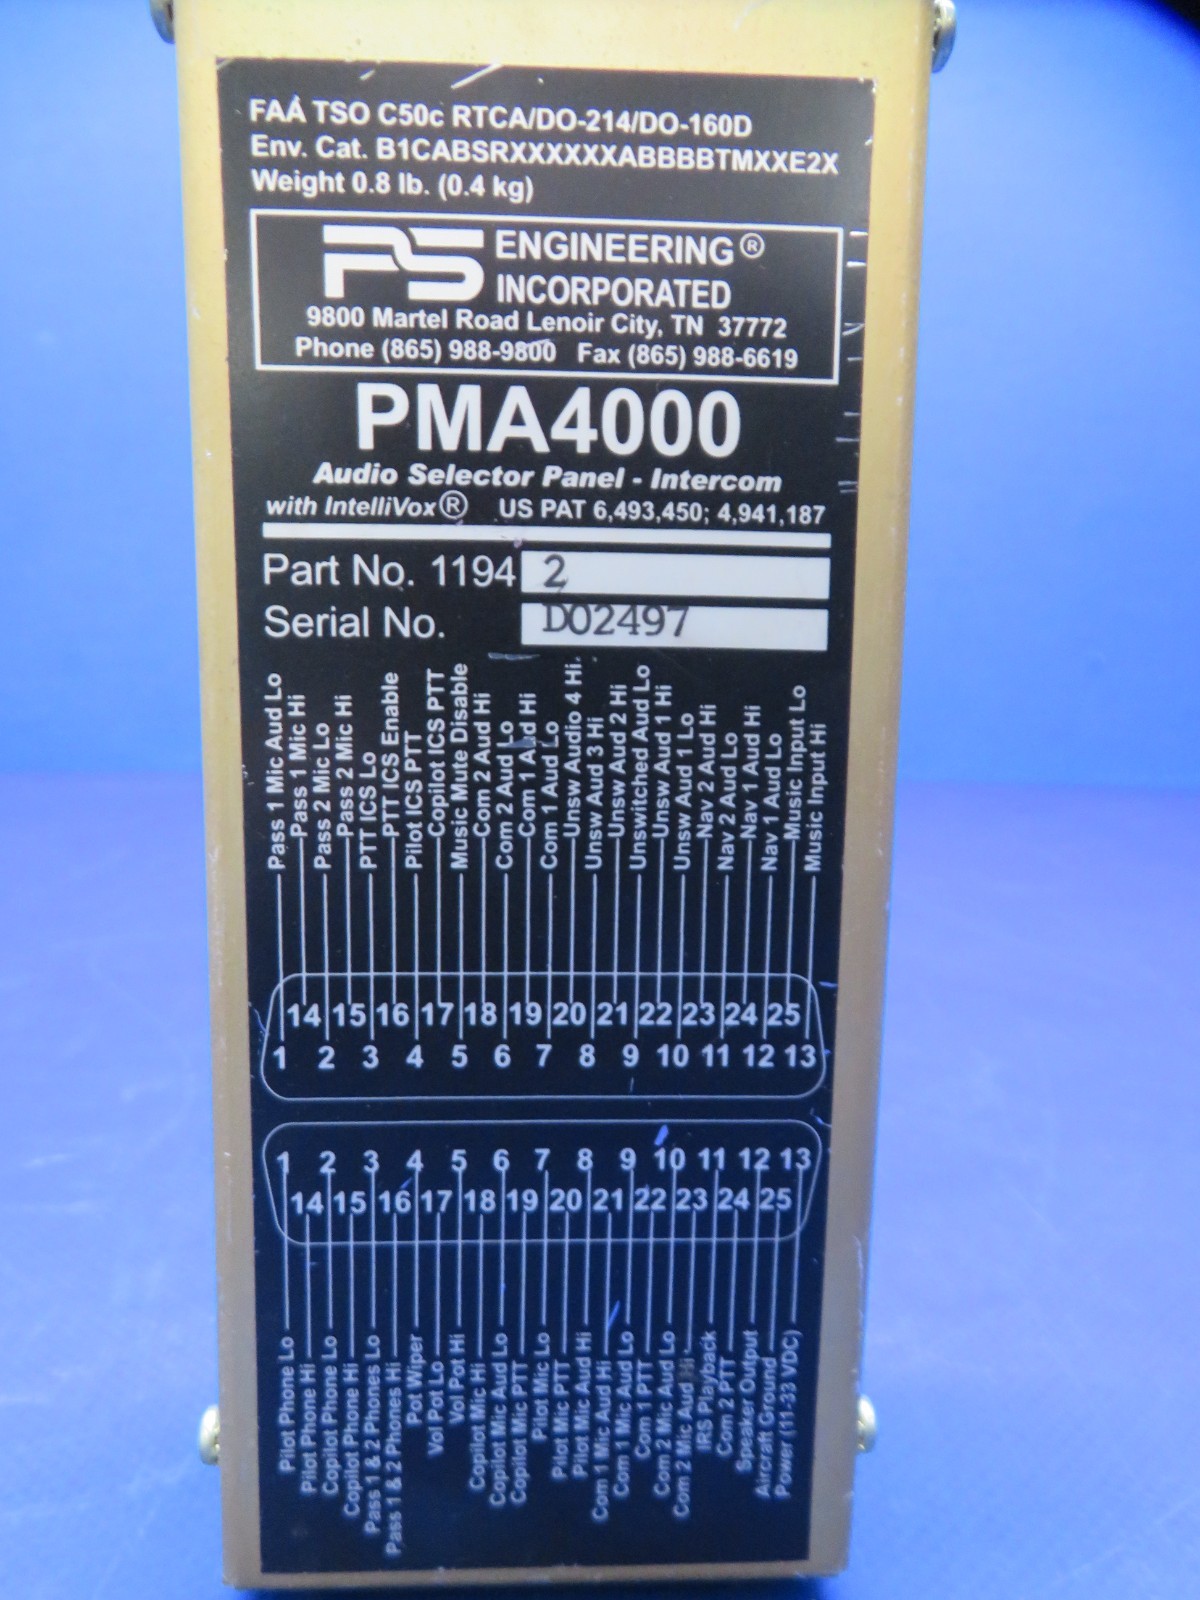 FAA TSO C50c RTCA/DO-214/DO-160D
Env. Cat. B1CABSRXXXXXXABBBBTMXXE2X
Weight 0.8 lb. (0.4 kg)
PS ENGINEERING®
INCORPORATED
9800 Martel Road Lenoir City, TN 37772
Phone (865) 988-9800 Fax (865) 988-6619
PMA4000
Audio Selector Panel - Intercom
with IntelliVox® US PAT 6,493,450; 4,941,187
Part No. 1194 2
Serial No. D02497
Pass 1 Mic Aud Lo
Pass 1 Mic Hi
Pass 2 Mic Lo
Pass 2 Mic Hi
PTT ICS Lo
PTT ICS Enable
Pilot ICS PTT
Copilot ICS PTT
Music Mute Disable
Com 2 Aud Hi
Com 2 Aud Lo
Com 1 Aud Hi
Com 1 Aud Lo
Unsw Audio 4 Hi
Unsw Aud 3 Hi
Unsw Aud 2 Hi
Unswitched Aud Lo
Unsw Aud 1 Hi
Unsw Aud 1 Lo
Nav 2 Aud Hi
Nav 2 Aud Lo
Nav 1 Aud Hi
Nav 1 Aud Lo
Music Input Lo
Music Input Hi
14 15 16 17 18 19 20 21 22 23 24 25
1 2 3 4 5 6 7 8 9 10 11 12 13
1 2 3 4 5 6 7 8 9 10 11 12 13
14 15 16 17 18 19 20 21 22 23 24 25
Pilot Phone Lo
Pilot Phone Hi
Copilot Phone Lo
Copilot Phone Hi
Pass 1 & 2 Phones Lo
Pass 1 & 2 Phones Hi
Pot Wiper
Vol Pot Lo
Vol Pot Hi
Copilot Mic Hi
Copilot Mic Aud Lo
Copilot Mic PTT
Pilot Mic Lo
Pilot Mic PTT
Pilot Mic Aud Hi
Com 1 Mic Aud Hi
Com 1 Mic Aud Lo
Com 1 PTT
Com 2 Mic Aud Lo
Com 2 Mic Aud Hi
IRS Playback
Com 2 PTT
Speaker Output
Aircraft Ground
Power (11-33 VDC)